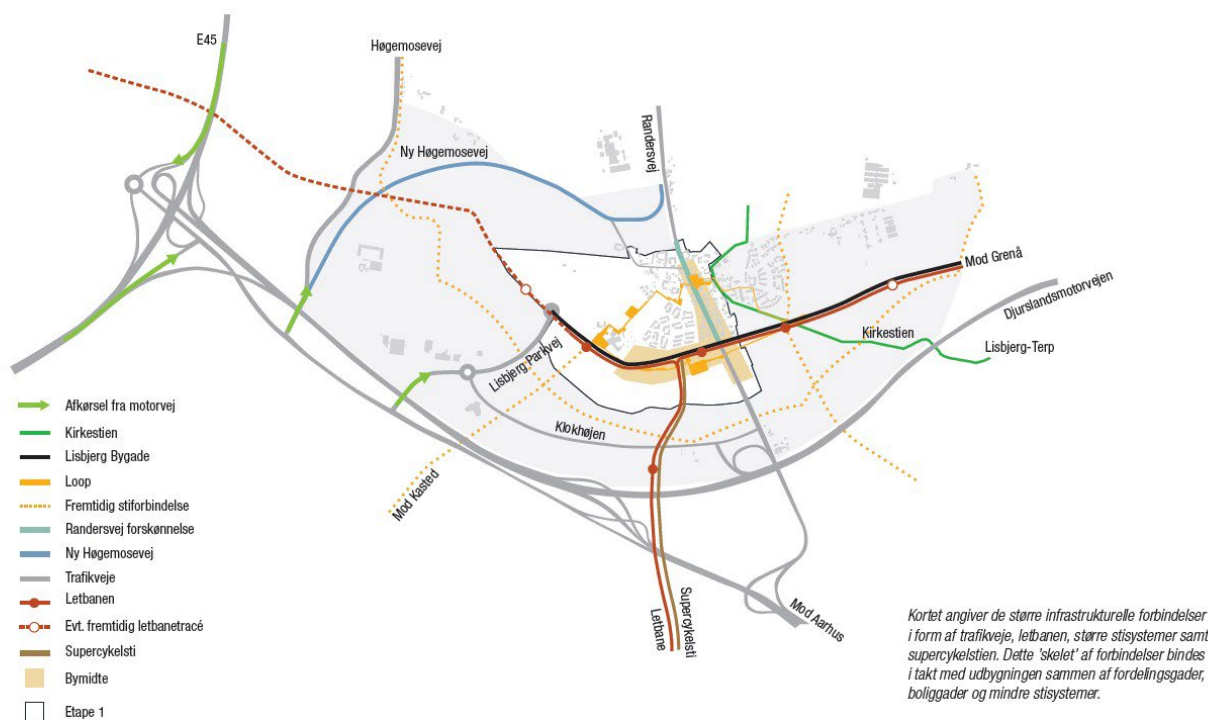 E45
Høgemosevej
Ny Høgemosevej
Randersvej
Mod Grenå
Djurslandsmotorvejen
Kirkestien
Lisbjerg-Terp
Lisbjerg Parkvej
Klokhøjen
Mod Kasted
Letbane
Supercykelsti
Mod Aarhus
Afkørsel fra motorvej
Kirkestien
Lisbjerg Bygade
Loop
Fremtidig stiforbindelse
Randersvej forskønnelse
Ny Høgemosevej
Trafikveje
Letbanen
Evt. fremtidig letbanetracé
Supercykelsti
Bymidte
Etape 1
Kortet angiver de større infrastrukturelle forbindelser
i form af trafikveje, letbanen, større stisystemer samt
supercykelstien. Dette 'skelet' af forbindelser bindes
i takt med udbygningen sammen af fordelingsgader,
boliggader og mindre stisystemer.